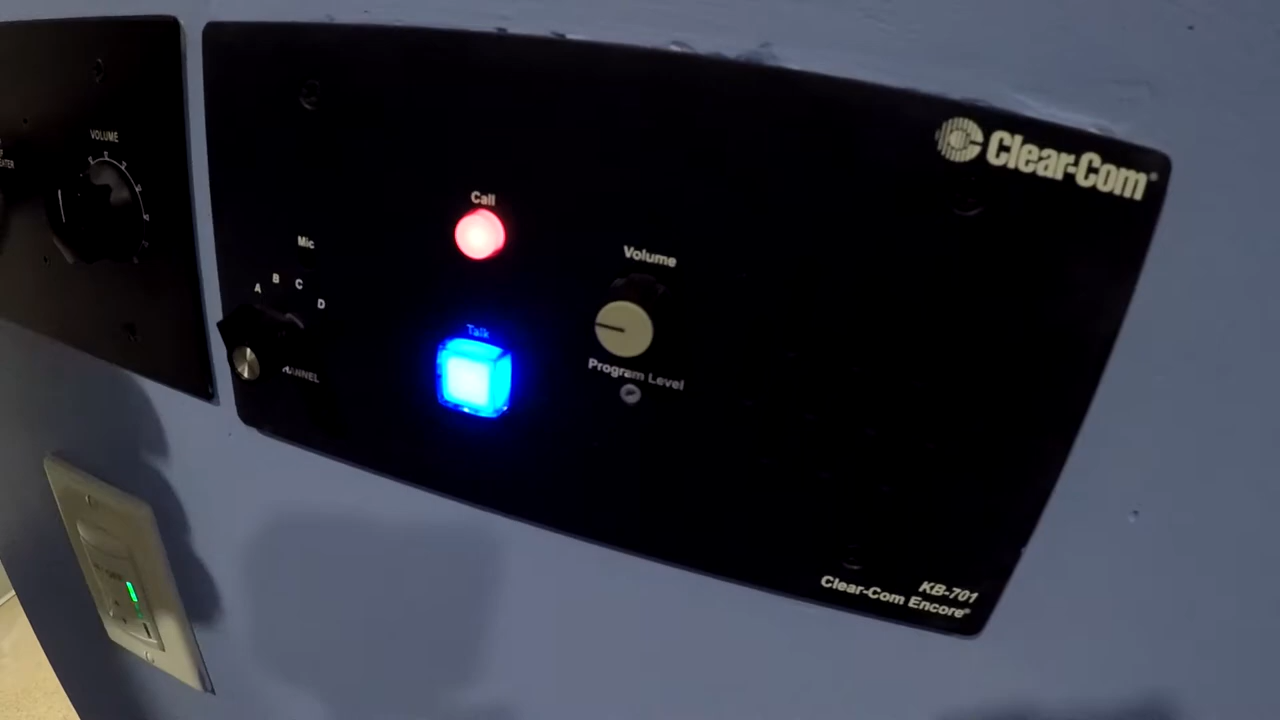 VOLUME
Clear-Com®
Call
Mic
A B C D
Volume
Talk
Program Level
Clear-Com Encore®
KB-701